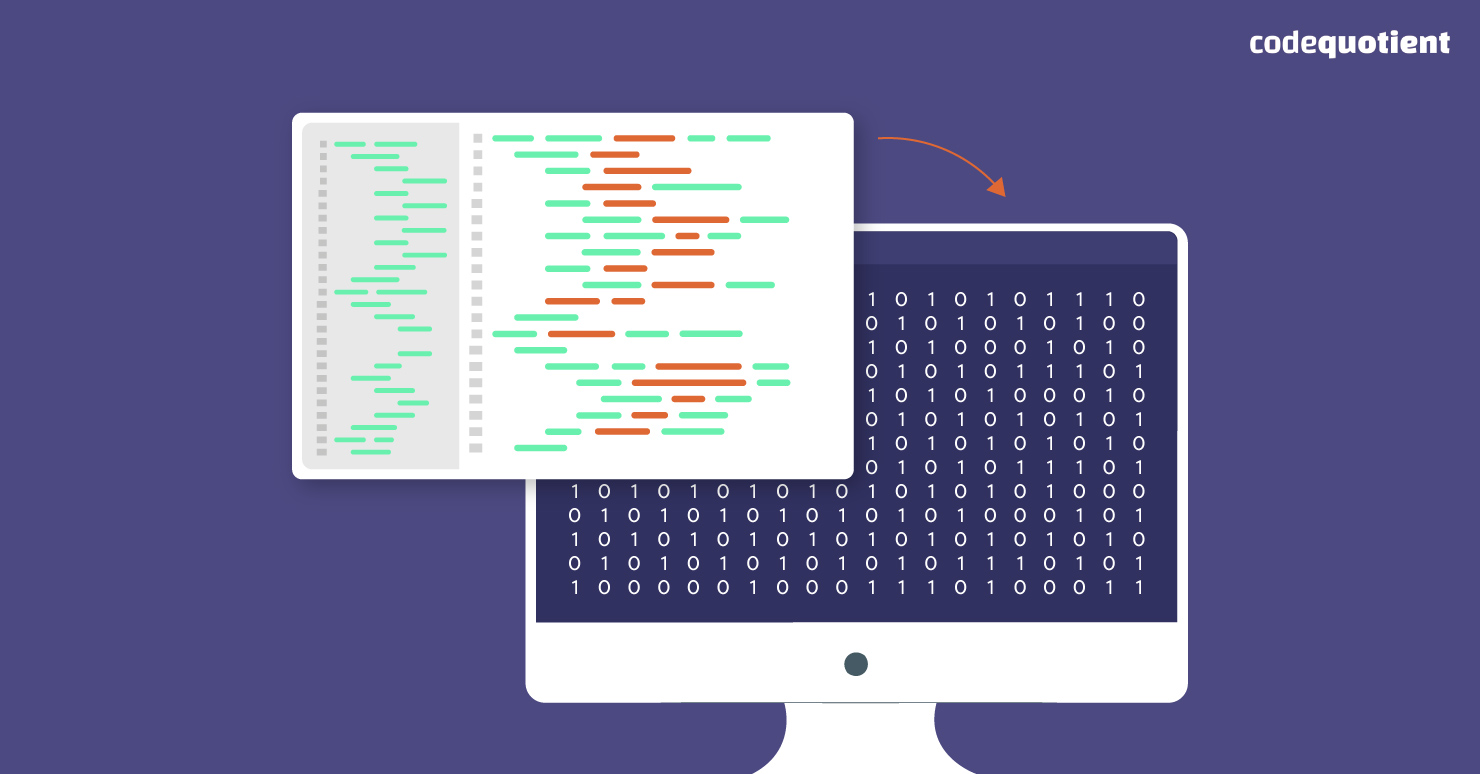 codequotient
1 0 1 0 1 0 1 1 1 0
0 1 0 1 0 1 0 1 0 0
1 0 1 0 0 0 1 0 1 0
0 1 0 1 0 1 1 1 0 1
1 0 1 0 1 0 0 0 1 0
0 1 0 1 0 1 0 1 0 1
1 0 1 0 1 0 1 0 1 0
0 1 0 1 0 1 1 1 0 1
1 0 1 0 1 0 1 0 1 0 1 0 1 0 1 0 1 0 0 0
0 1 0 1 0 1 0 1 0 1 0 1 0 1 0 0 0 1 0 1
1 0 1 0 1 0 1 0 1 0 1 0 1 0 1 0 1 0 1 0
0 1 0 1 0 1 0 1 0 1 0 1 0 1 1 1 0 1 0 1
1 0 0 0 0 0 1 0 0 0 1 1 1 0 1 0 0 0 1 1